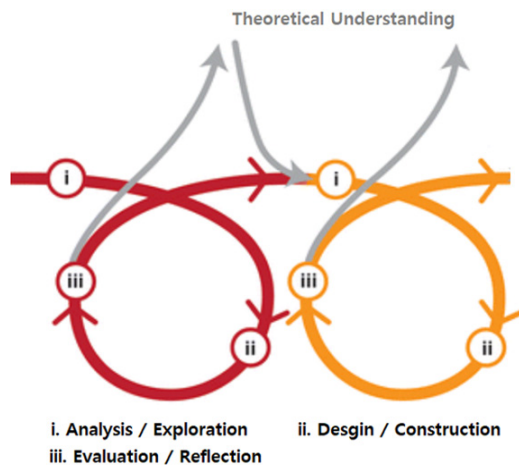 Theoretical Understanding
i
i
iii
iii
ii
ii
i. Analysis / Exploration
ii. Desgin / Construction
iii. Evaluation / Reflection